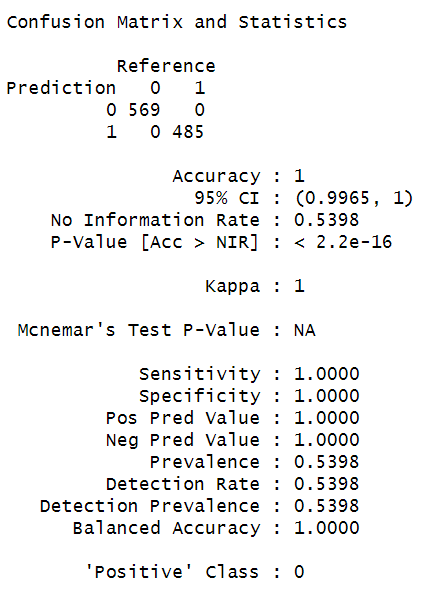 Confusion Matrix and Statistics
Reference
Prediction 0 1
0 569 0
1 0 485
Accuracy : 1
95% CI : (0.9965, 1)
No Information Rate : 0.5398
P-Value [Acc > NIR] : < 2.2e-16
Kappa : 1
Mcnemar's Test P-Value : NA
Sensitivity : 1.0000
Specificity : 1.0000
Pos Pred Value : 1.0000
Neg Pred Value : 1.0000
Prevalence : 0.5398
Detection Rate : 0.5398
Detection Prevalence : 0.5398
Balanced Accuracy : 1.0000
'Positive' Class : 0